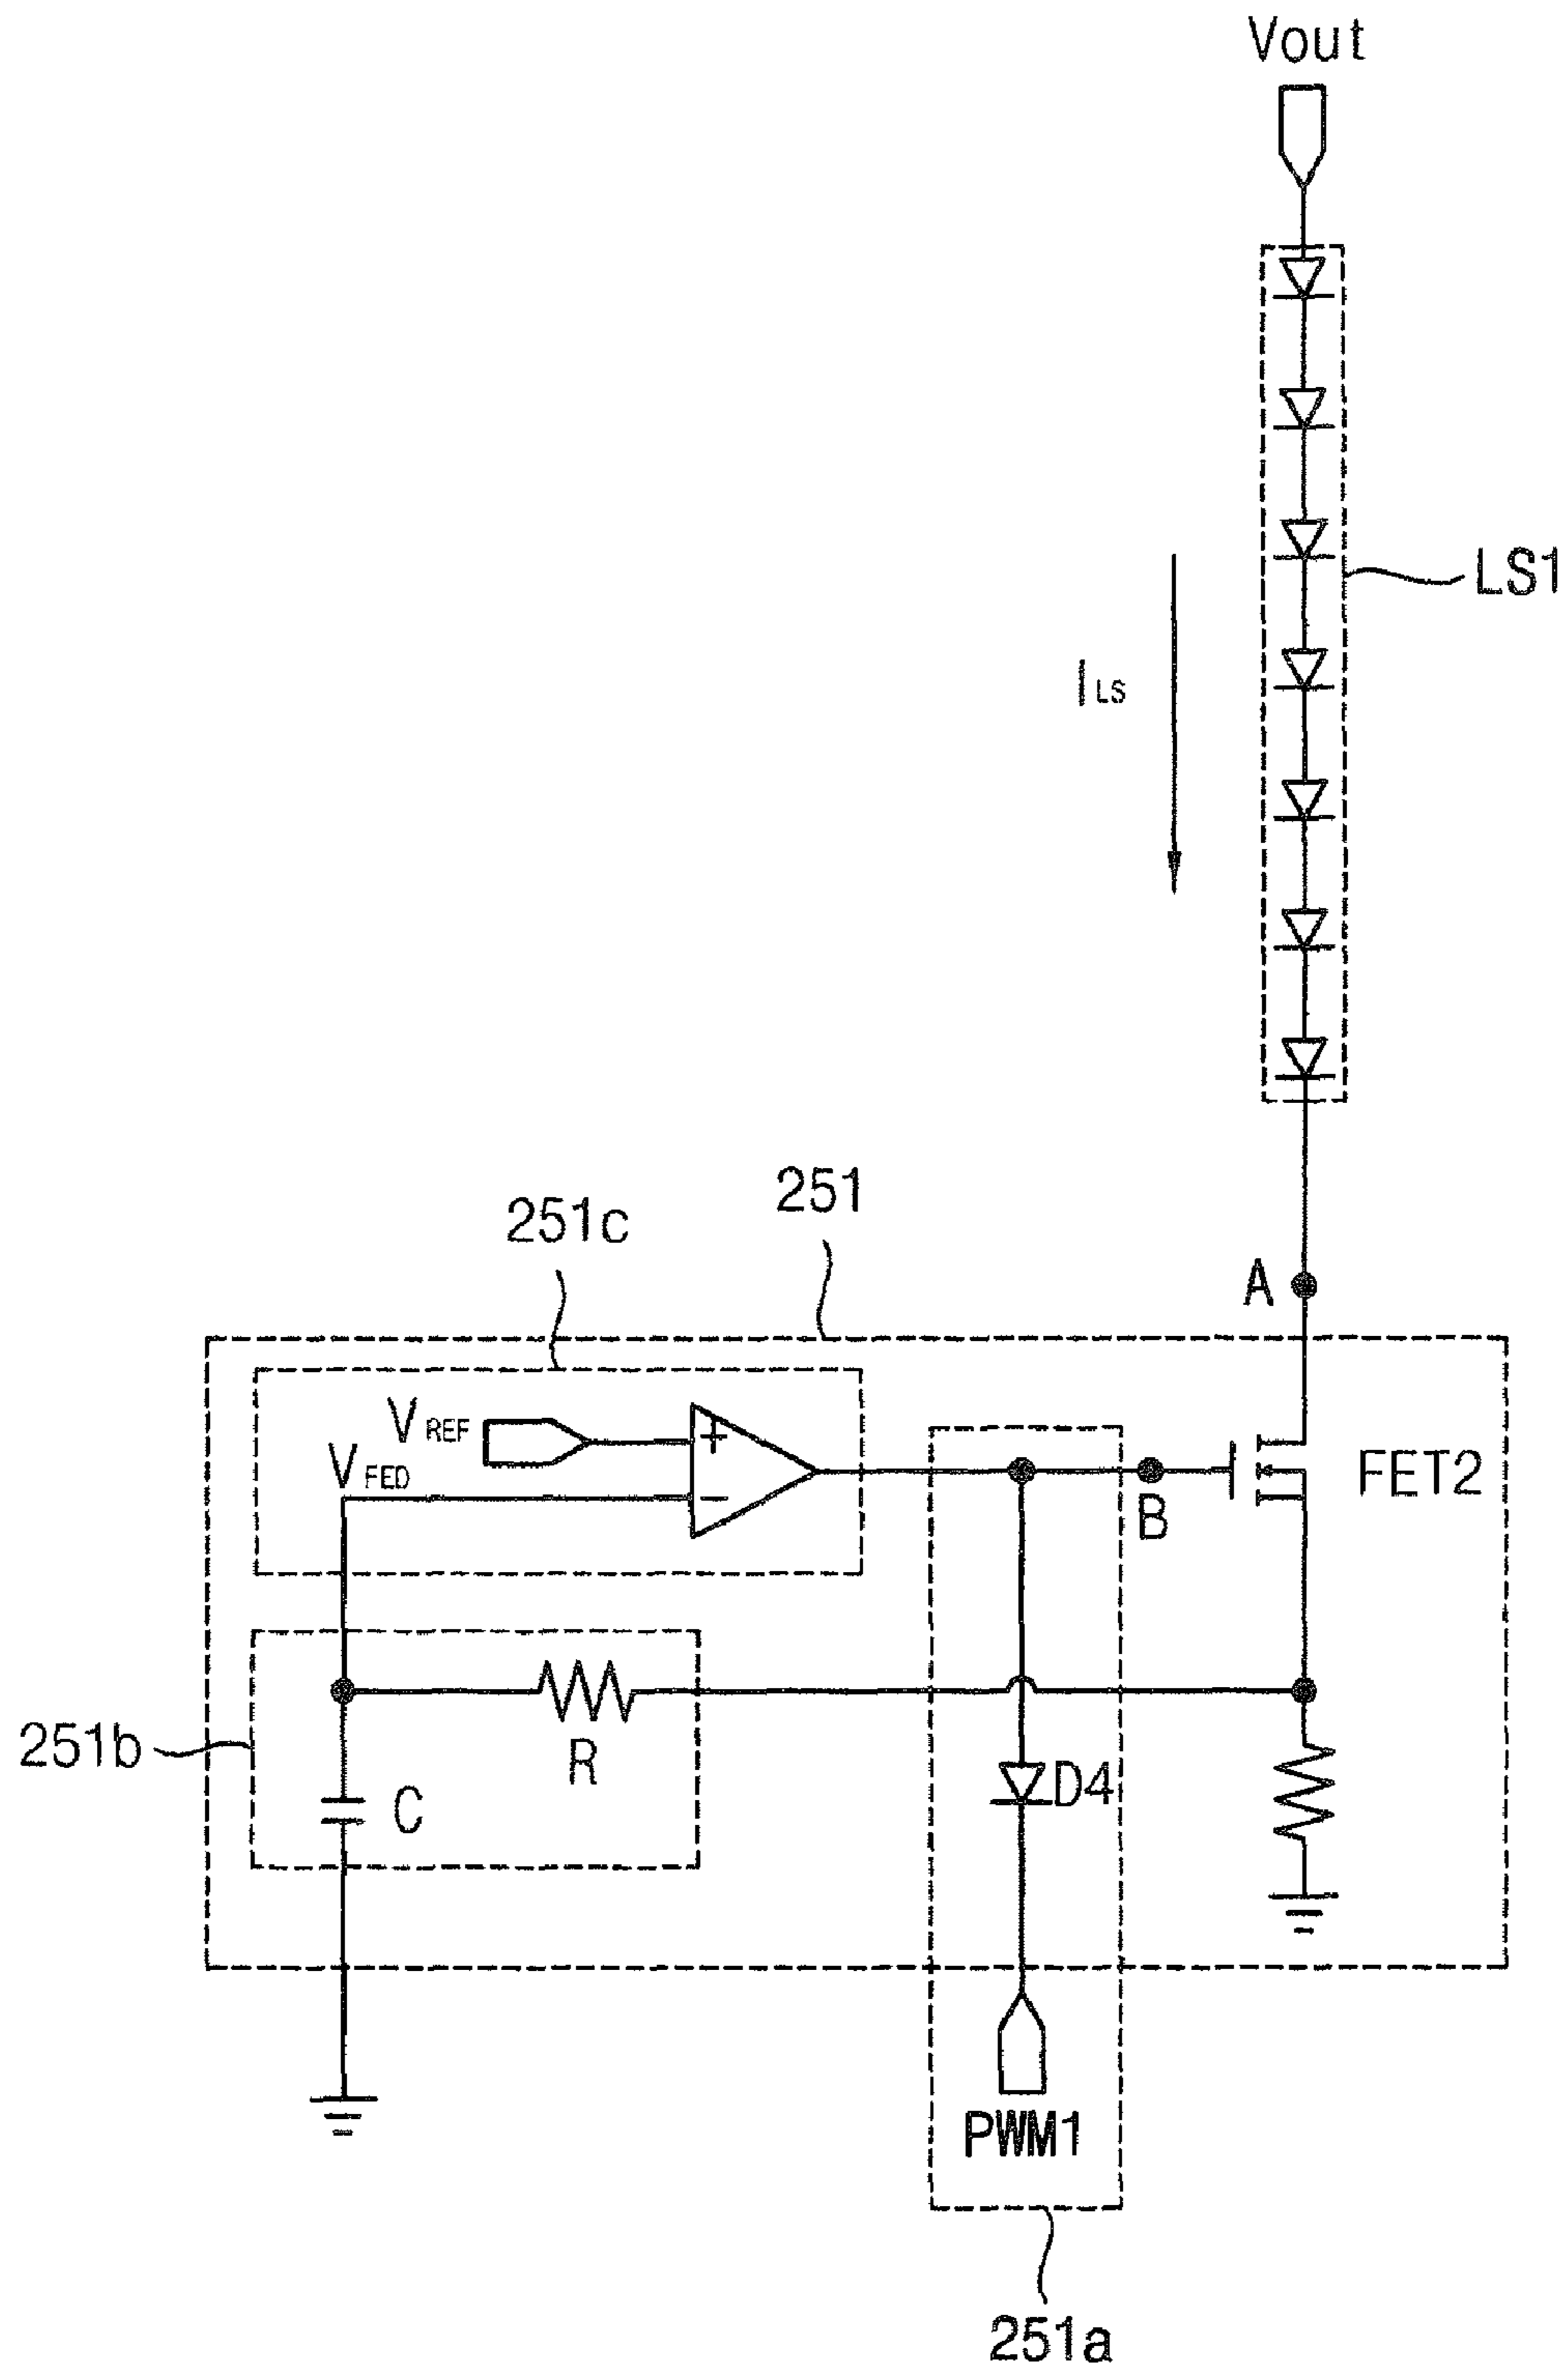 Vout
LS1
ILS
251
251c
A
VREF
VFED
FET2
B
251b
R
D4
C
PWM1
251a